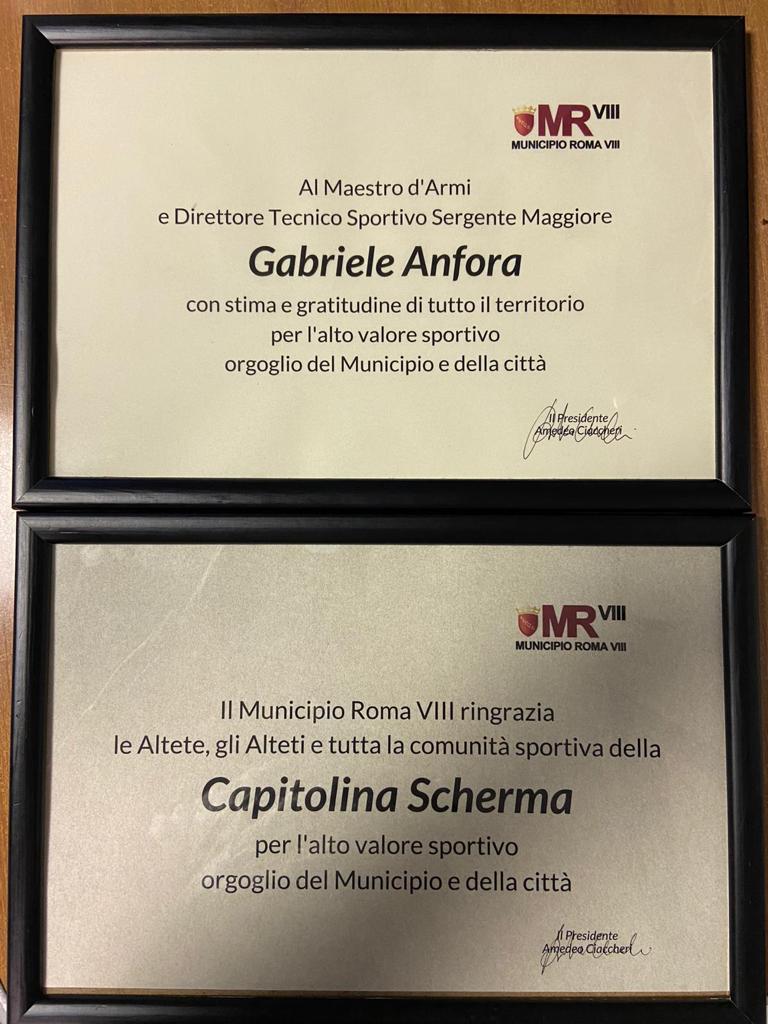 MR VIII
MUNICIPIO ROMA VIII
Al Maestro d'Armi
e Direttore Tecnico Sportivo Sergente Maggiore
Gabriele Anfora
con stima e gratitudine di tutto il territorio
per l'alto valore sportivo
orgoglio del Municipio e della città
Il Presidente
Amedeo Ciaccheri
MR VIII
MUNICIPIO ROMA VIII
Il Municipio Roma VIII ringrazia
le Altete, gli Alteti e tutta la comunità sportiva della
Capitolina Scherma
per l'alto valore sportivo
orgoglio del Municipio e della città
Il Presidente
Amedeo Ciaccheri